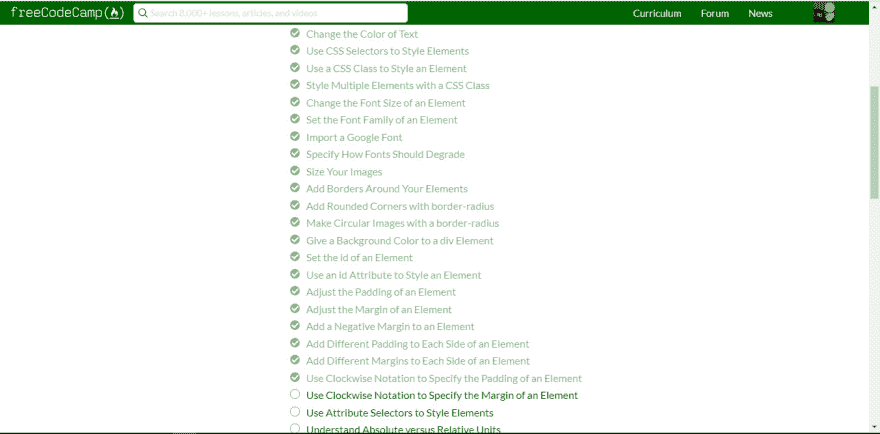 freeCodeCamp(🔥)
Search 8,000+ lessons, articles, and videos
Curriculum
Forum
News
Change the Color of Text
Use CSS Selectors to Style Elements
Use a CSS Class to Style an Element
Style Multiple Elements with a CSS Class
Change the Font Size of an Element
Set the Font Family of an Element
Import a Google Font
Specify How Fonts Should Degrade
Size Your Images
Add Borders Around Your Elements
Add Rounded Corners with border-radius
Make Circular Images with a border-radius
Give a Background Color to a div Element
Set the id of an Element
Use an id Attribute to Style an Element
Adjust the Padding of an Element
Adjust the Margin of an Element
Add a Negative Margin to an Element
Add Different Padding to Each Side of an Element
Add Different Margins to Each Side of an Element
Use Clockwise Notation to Specify the Padding of an Element
Use Clockwise Notation to Specify the Margin of an Element
Use Attribute Selectors to Style Elements
Understand Absolute versus Relative Units